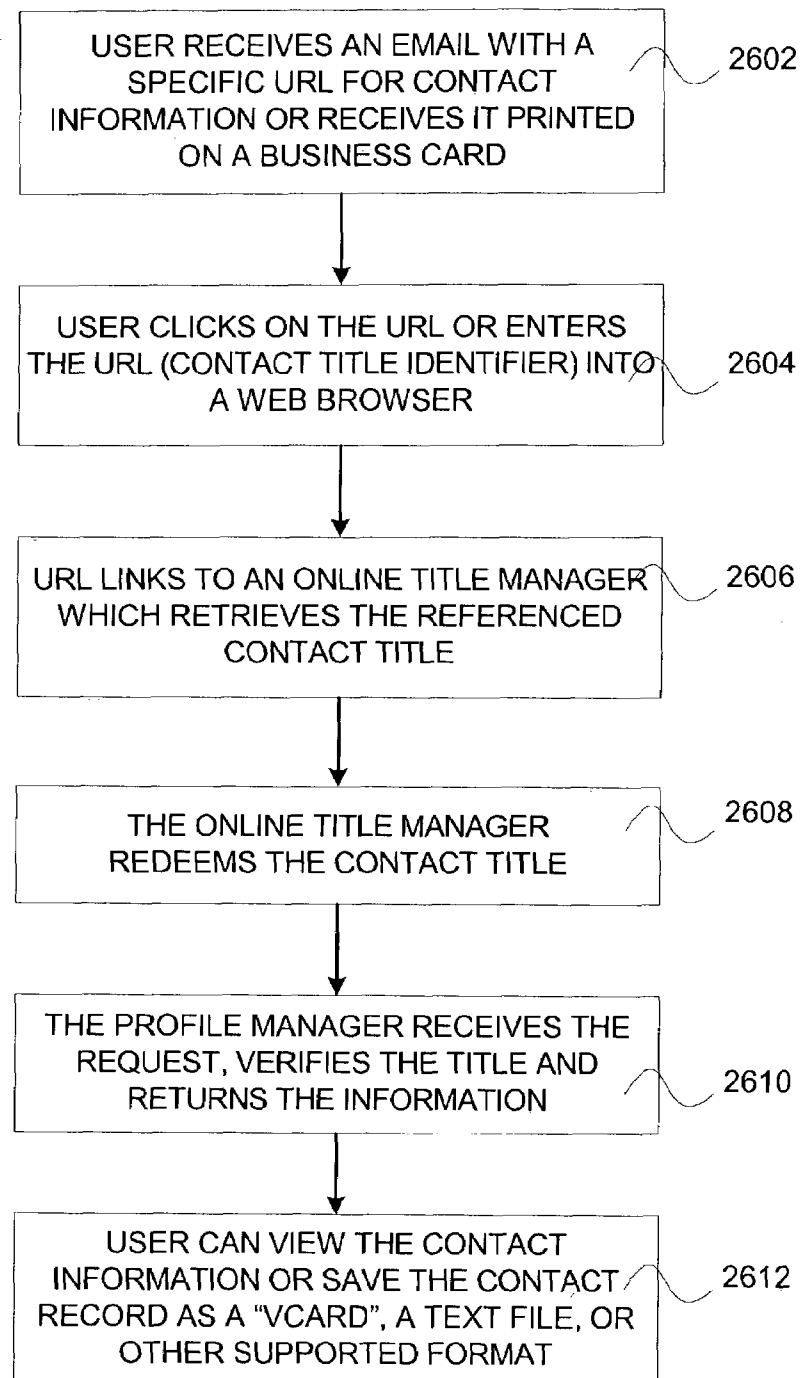 USER RECEIVES AN EMAIL WITH A
SPECIFIC URL FOR CONTACT
INFORMATION OR RECEIVES IT PRINTED
ON A BUSINESS CARD
2602
USER CLICKS ON THE URL OR ENTERS
THE URL (CONTACT TITLE IDENTIFIER) INTO
A WEB BROWSER
2604
URL LINKS TO AN ONLINE TITLE MANAGER
WHICH RETRIEVES THE REFERENCED
CONTACT TITLE
2606
THE ONLINE TITLE MANAGER
REDEEMS THE CONTACT TITLE
2608
THE PROFILE MANAGER RECEIVES THE
REQUEST, VERIFIES THE TITLE AND
RETURNS THE INFORMATION
2610
USER CAN VIEW THE CONTACT
INFORMATION OR SAVE THE CONTACT
RECORD AS A “VCARD”, A TEXT FILE, OR
OTHER SUPPORTED FORMAT
2612